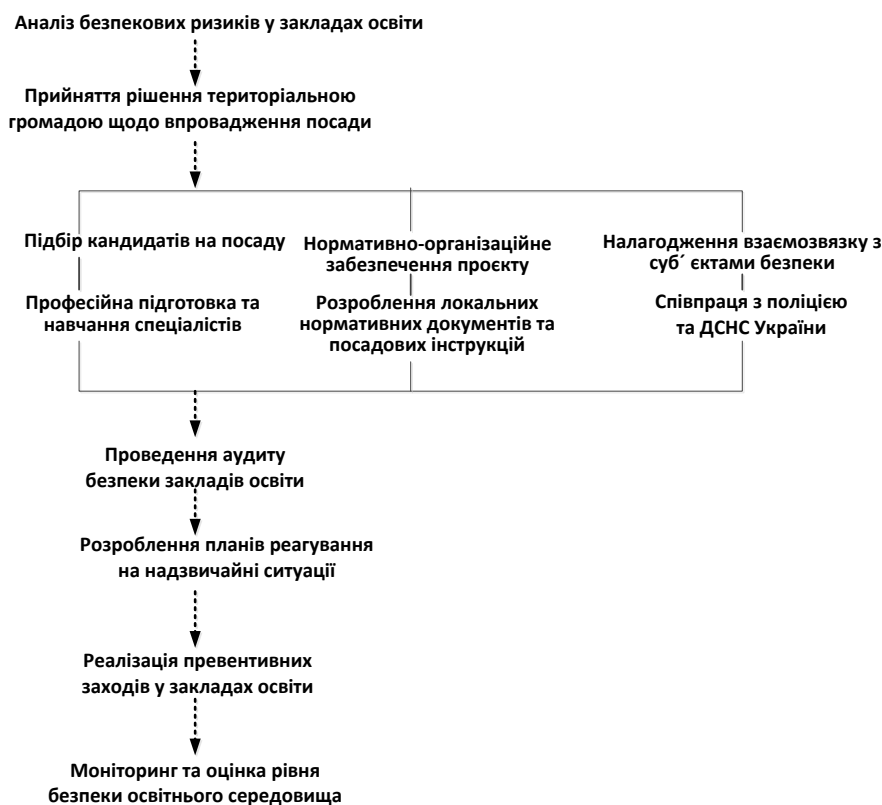 Аналіз безпекових ризиків у закладах освіти
Прийняття рішення територіальною
громадою щодо впровадження посади
Підбір кандидатів на посаду
Професійна підготовка та
навчання спеціалістів
Нормативно-організаційне
забезпечення проєкту
Розроблення локальних
нормативних документів та
посадових інструкцій
Налагодження взаємозвязку з
суб´ єктами безпеки
Співпраця з поліцією
та ДСНС України
Проведення аудиту
безпеки закладів освіти
Розроблення планів реагування
на надзвичайні ситуації
Реалізація превентивних
заходів у закладах освіти
Моніторинг та оцінка рівня
безпеки освітнього середовища